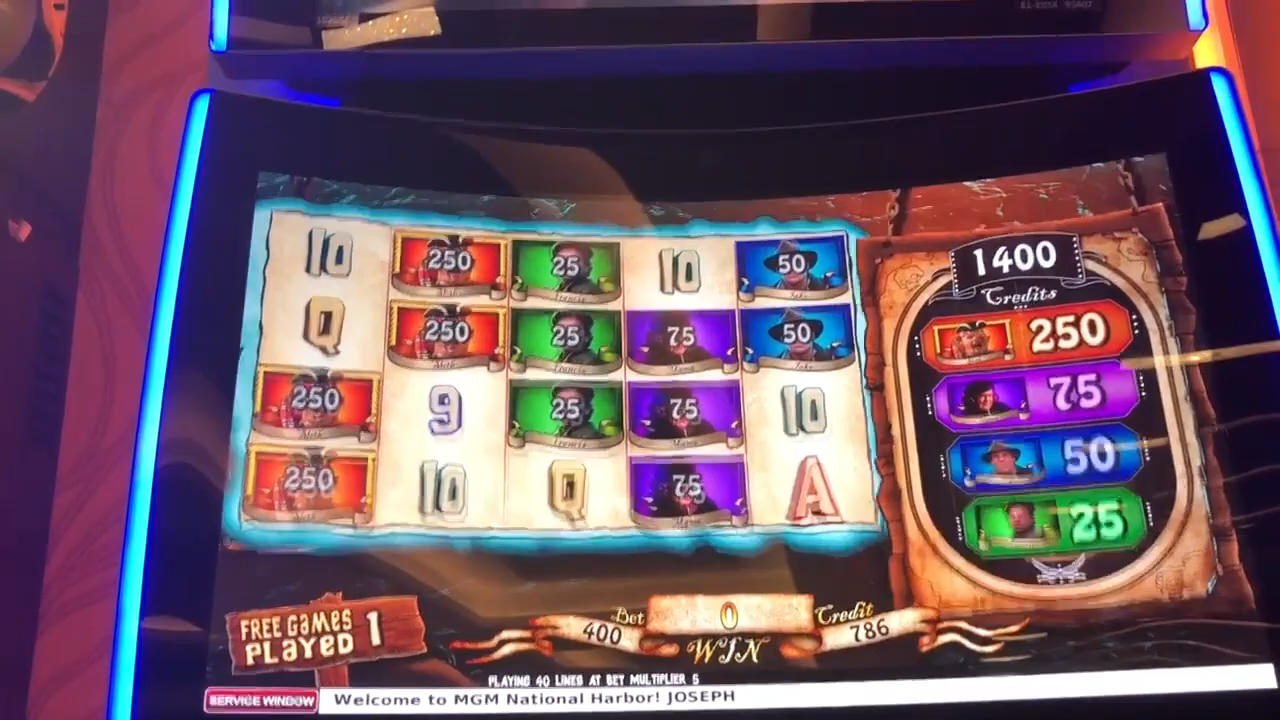 10 250 25 10 50
Q 250 25 75 50
250 9 25 75 10
250 10 Q 75 A
1400
Credits
250
75
50
25
FREE GAMES
PLAYED 1
Bet 0 Credit
400 WIN 786
PLAYING 40 LINES AT BET MULTIPLIER 5
SERVICE WINDOW Welcome to MGM National Harbor! JOSEPH